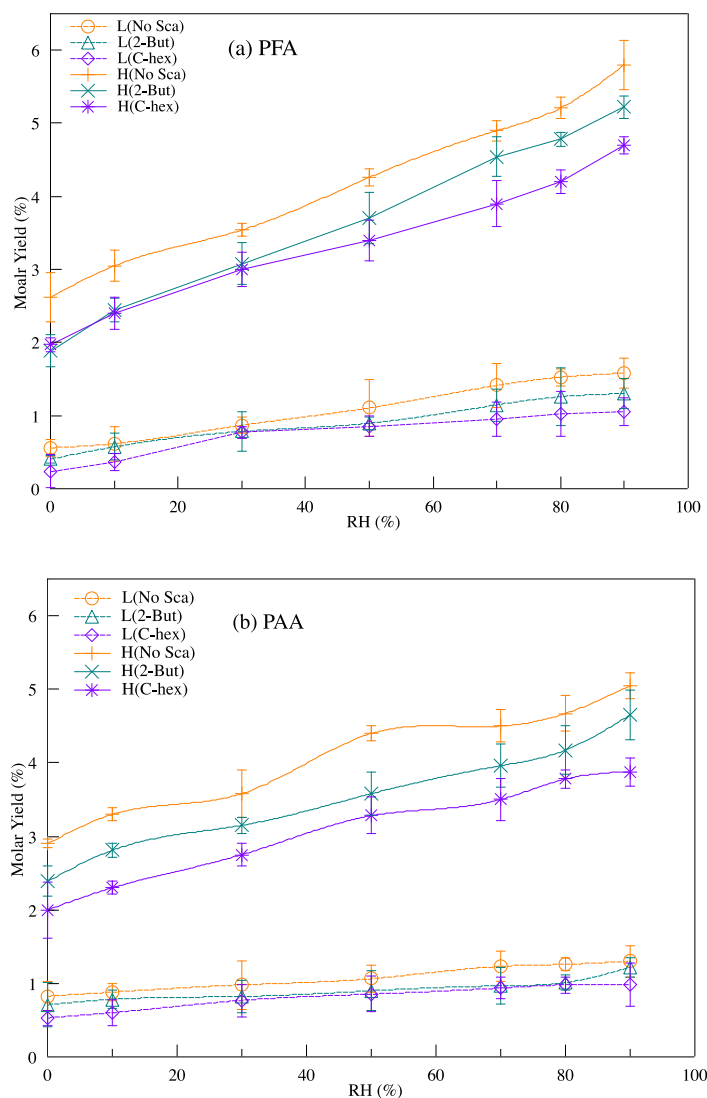 L(No Sca)
L(2-But)
L(C-hex)
H(No Sca)
H(2-But)
H(C-hex)
(a) PFA
6
5
4
3
2
1
0
Moalr Yield (%)
0 20 40 60 80 100
RH (%)
L(No Sca)
L(2-But)
L(C-hex)
H(No Sca)
H(2-But)
H(C-hex)
(b) PAA
6
5
4
3
2
1
0
Molar Yield (%)
0 20 40 60 80 100
RH (%)